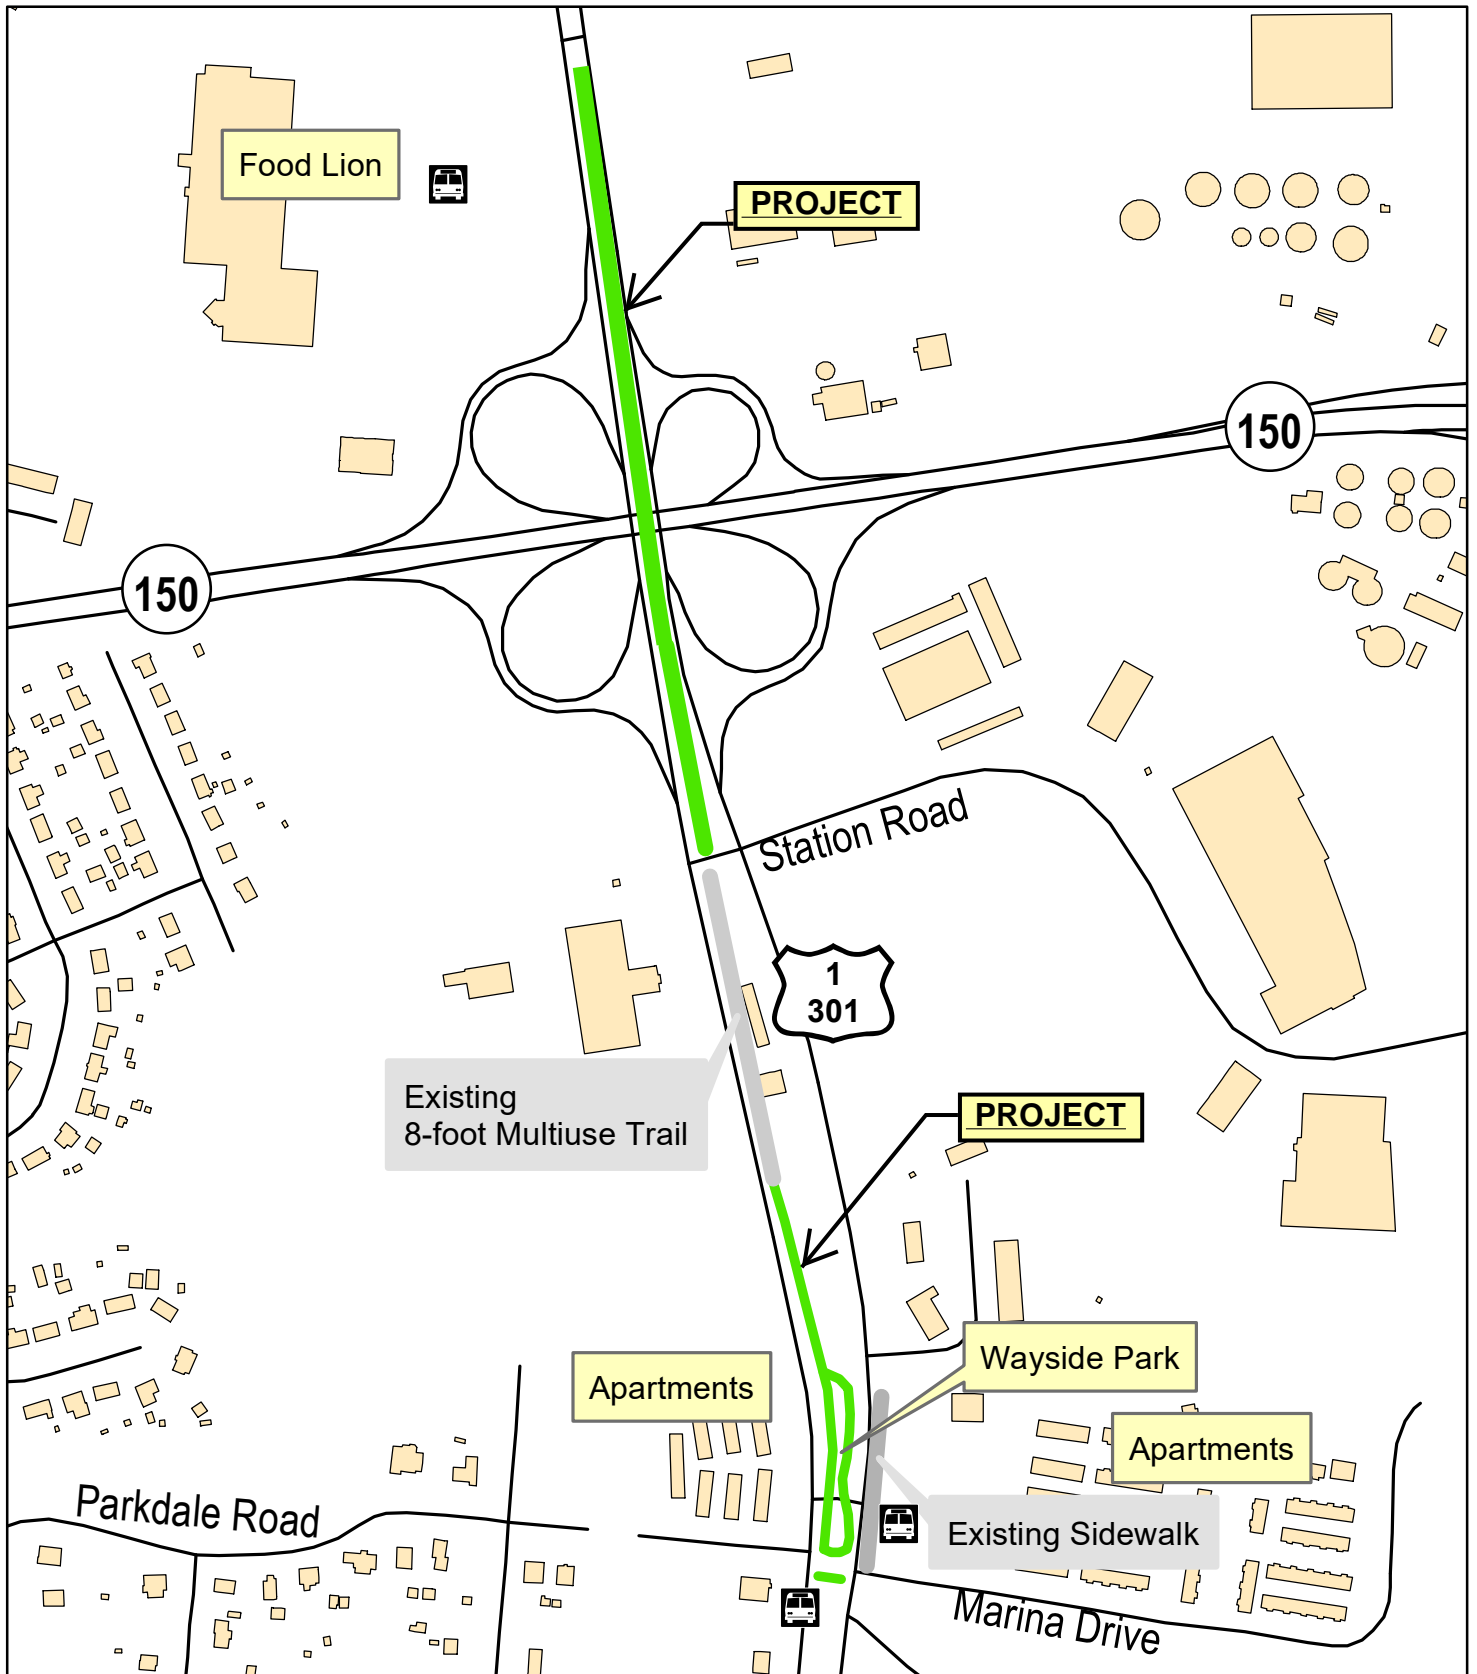 Food Lion
PROJECT
150
150
Station Road
1
301
Existing
8-foot Multiuse Trail
PROJECT
Wayside Park
Apartments
Apartments
Parkdale Road
Existing Sidewalk
Marina Drive